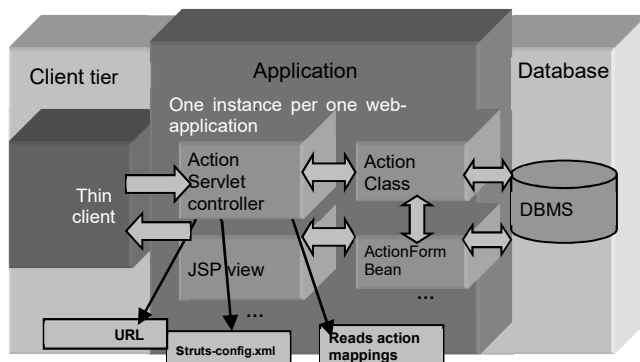 Client tier
Application
Database
One instance per one web-
application
Thin
client
Action
Servlet
controller
Action
Class
DBMS
JSP view
ActionForm
Bean
...
...
URL
Struts-config.xml
Reads action
mappings